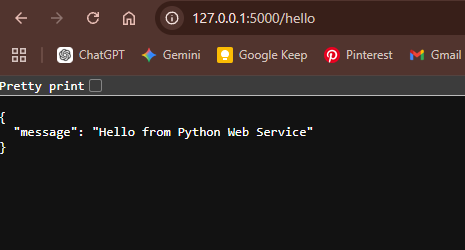 127.0.0.1:5000/hello
ChatGPT Gemini Google Keep Pinterest Gmail
Pretty print
{
"message": "Hello from Python Web Service"
}